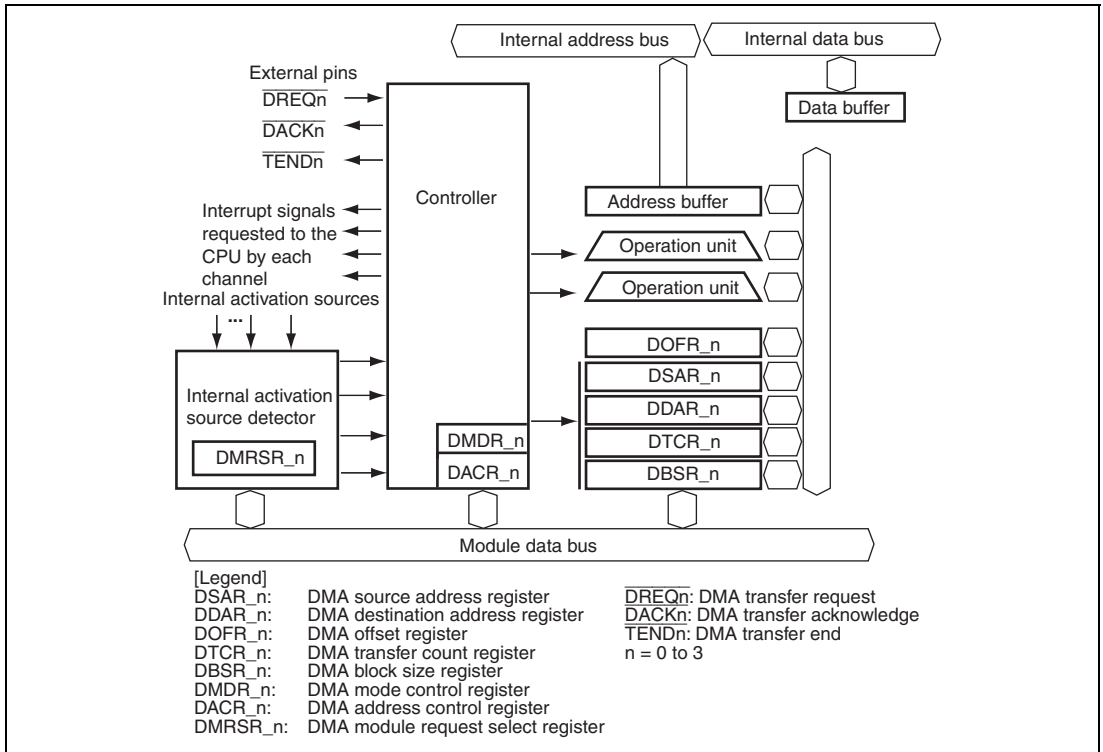 Internal address bus
Internal data bus
External pins
DREQn
DACKn
TENDn
Data buffer
Controller
Address buffer
Interrupt signals
requested to the
CPU by each
channel
Operation unit
Operation unit
Internal activation sources
...
DOFR_n
DSAR_n
DDAR_n
DTCR_n
DBSR_n
Internal activation
source detector
DMRSR_n
DMDR_n
DACR_n
Module data bus
[Legend]
DSAR_n: DMA source address register
DDAR_n: DMA destination address register
DOFR_n: DMA offset register
DTCR_n: DMA transfer count register
DBSR_n: DMA block size register
DMDR_n: DMA mode control register
DACR_n: DMA address control register
DMRSR_n: DMA module request select register
DREQn: DMA transfer request
DACKn: DMA transfer acknowledge
TENDn: DMA transfer end
n = 0 to 3